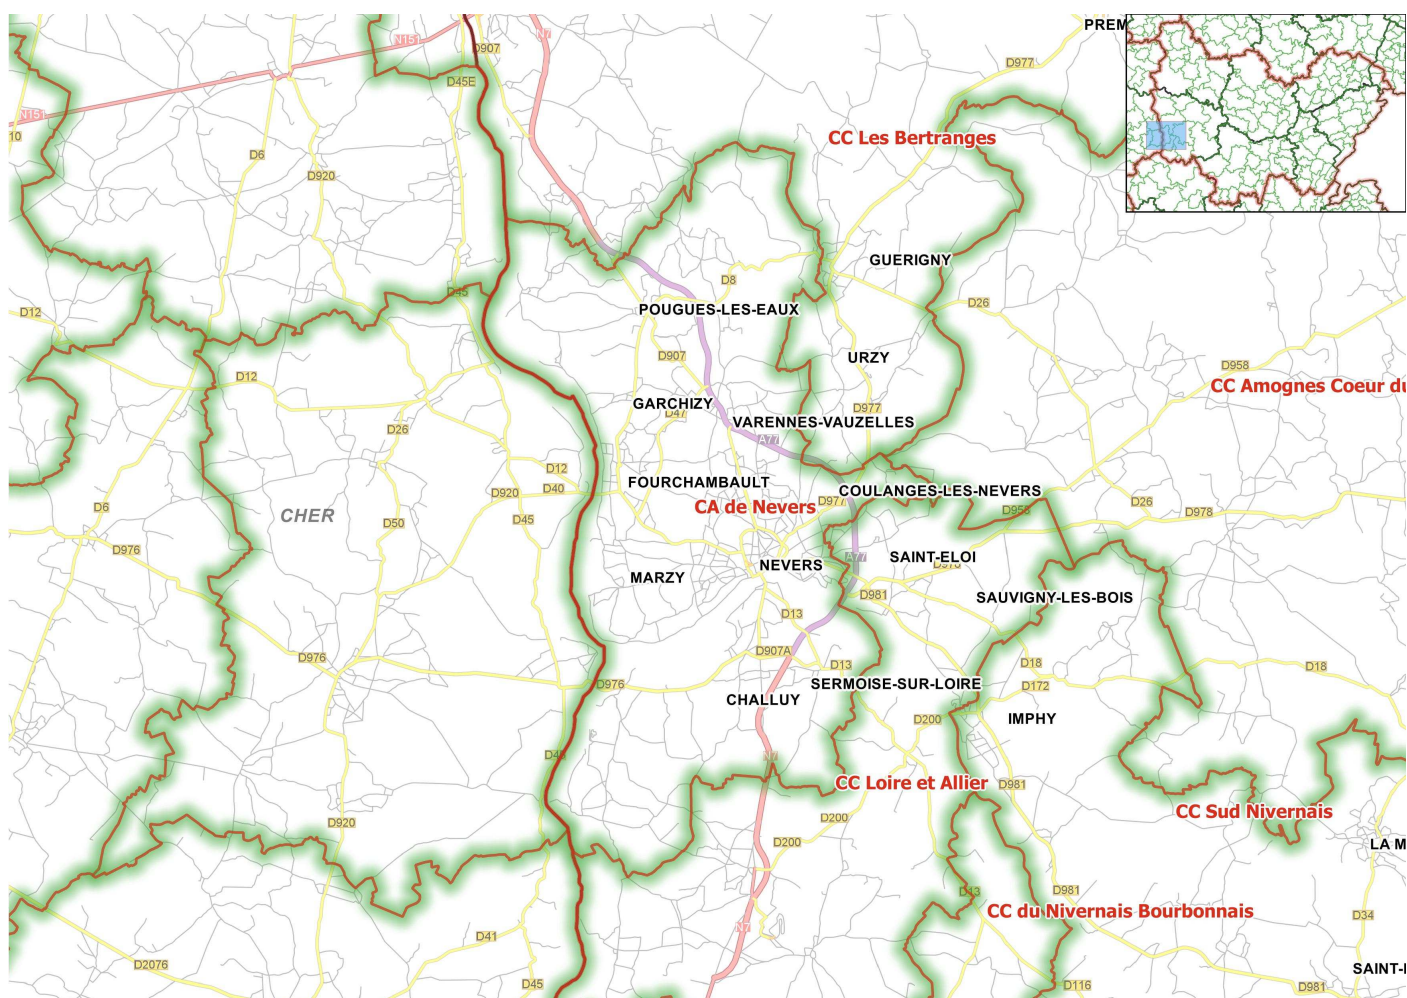 PREM
N151
D907
N7
D977
D45E
N151
10
D6
D920
CC Les Bertranges
GUERIGNY
D8
D45
D12
POUGUES-LES-EAUX
D26
D907
URZY
D958
D12
CC Amognes Coeur du
GARCHIZY
D47
D977
VARENNES-VAUZELLES
D26
A77
D12
FOURCHAMBAULT
D40
COULANGES-LES-NEVERS
D920
D977
D26
D6
CA de Nevers
D958
D978
CHER
D45
D50
D976
A77
SAINT-ELOI
D978
NEVERS
MARZY
D981
SAUVIGNY-LES-BOIS
D13
D907A
D976
D13
D18
D18
D976
SERMOISE-SUR-LOIRE
D172
CHALLUY
IMPHY
D200
D45
N7
CC Loire et Allier
D981
CC Sud Nivernais
D920
D200
D200
LA M
D13
D981
CC du Nivernais Bourbonnais
D34
N7
D41
D2076
SAINT-
D45
D116
D981